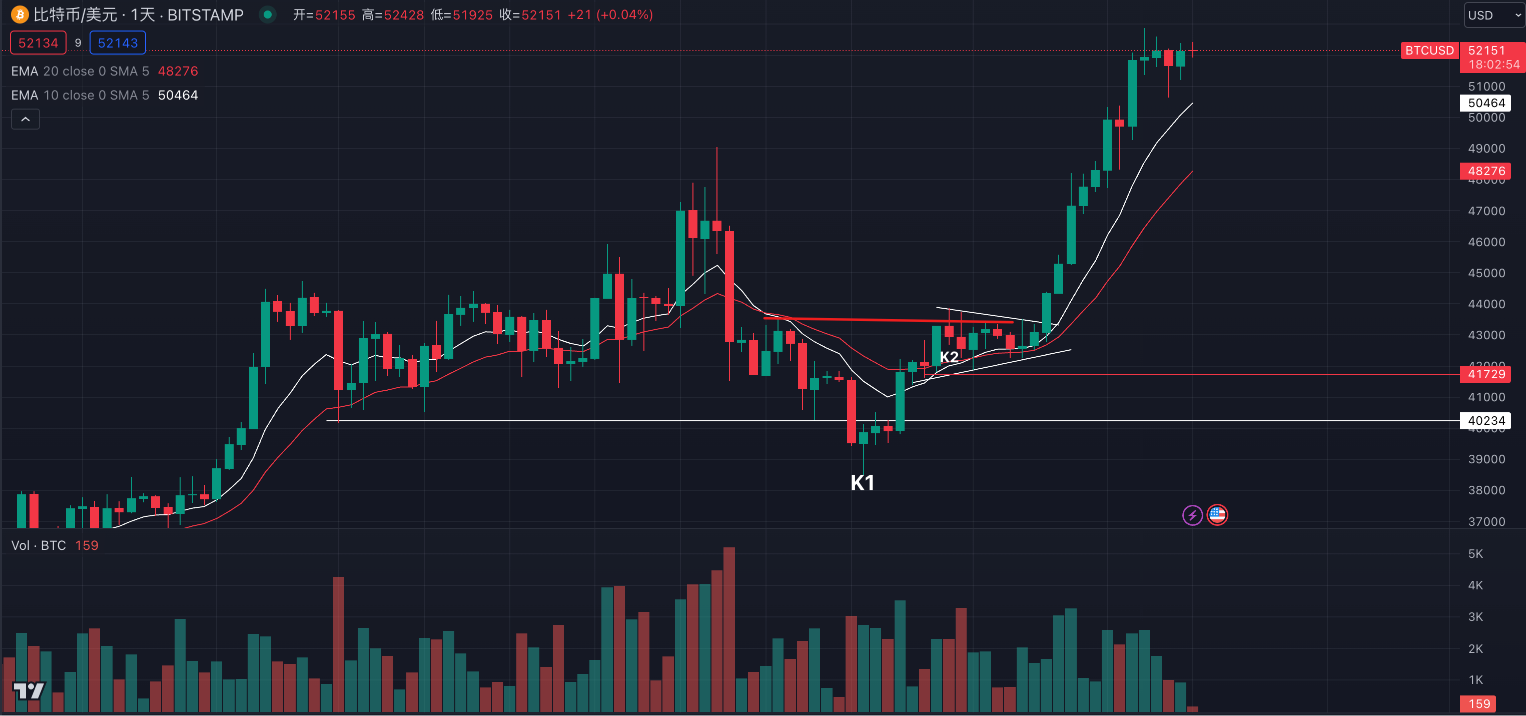 比特币/美元 · 1天 · BITSTAMP 开=52155 高=52428 低=51925 收=52151 +21 (+0.04%)
USD
52134 9 52143
BTCUSD 52151
18:02:54
EMA 20 close 0 SMA 5 48276
EMA 10 close 0 SMA 5 50464
51000
50464
50000
49000
48276
48000
47000
46000
45000
44000
43000
K2
42000
41729
41000
40234
40000
39000
K1
38000
37000
Vol · BTC 159
5K
4K
3K
2K
1K
159